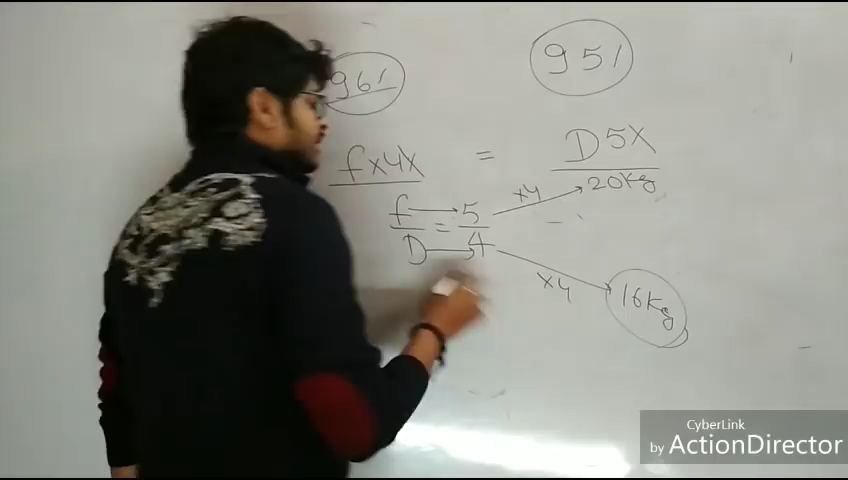 961 951
fx4x = D5X
f/D = 5/4
x4 20Kg
x4 16Kg
CyberLink
by ActionDirector